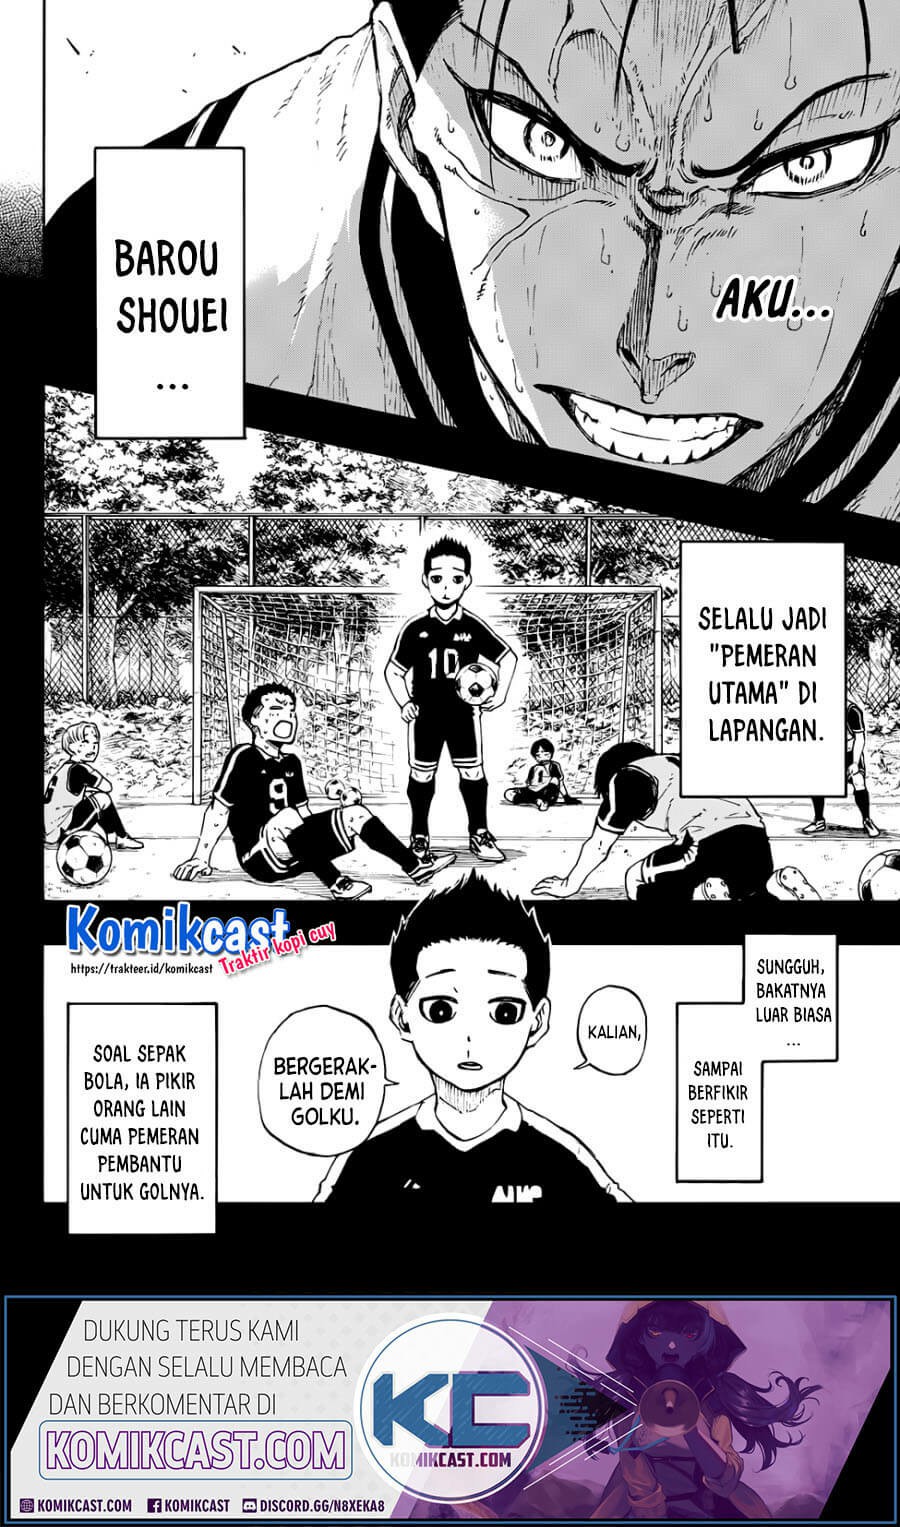 BAROU
SHOUEI
...
AKU...
SELALU JADI
"PEMERAN
UTAMA" DI
LAPANGAN.
10
9
Komikcast
https://trakteer.id/komikcast
Traktir kopi cuy
SUNGGUH,
BAKATNYA
LUAR BIASA
...
SAMPAI
BERFIKIR
SEPERTI
ITU.
KALIAN,
BERGERAK-
LAH DEMI
GOLKU.
SOAL SEPAK
BOLA, IA PIKIR
ORANG LAIN
CUMA PEMERAN
PEMBANTU
UNTUK GOLNYA.
DUKUNG TERUS KAMI
DENGAN SELALU MEMBACA
DAN BERKOMENTAR DI
KOMIKCAST.COM
KOMIKCAST.COM
KOMIKCAST
DISCORD.GG/N8XEKA8
KC
KOMIKCAST.COM